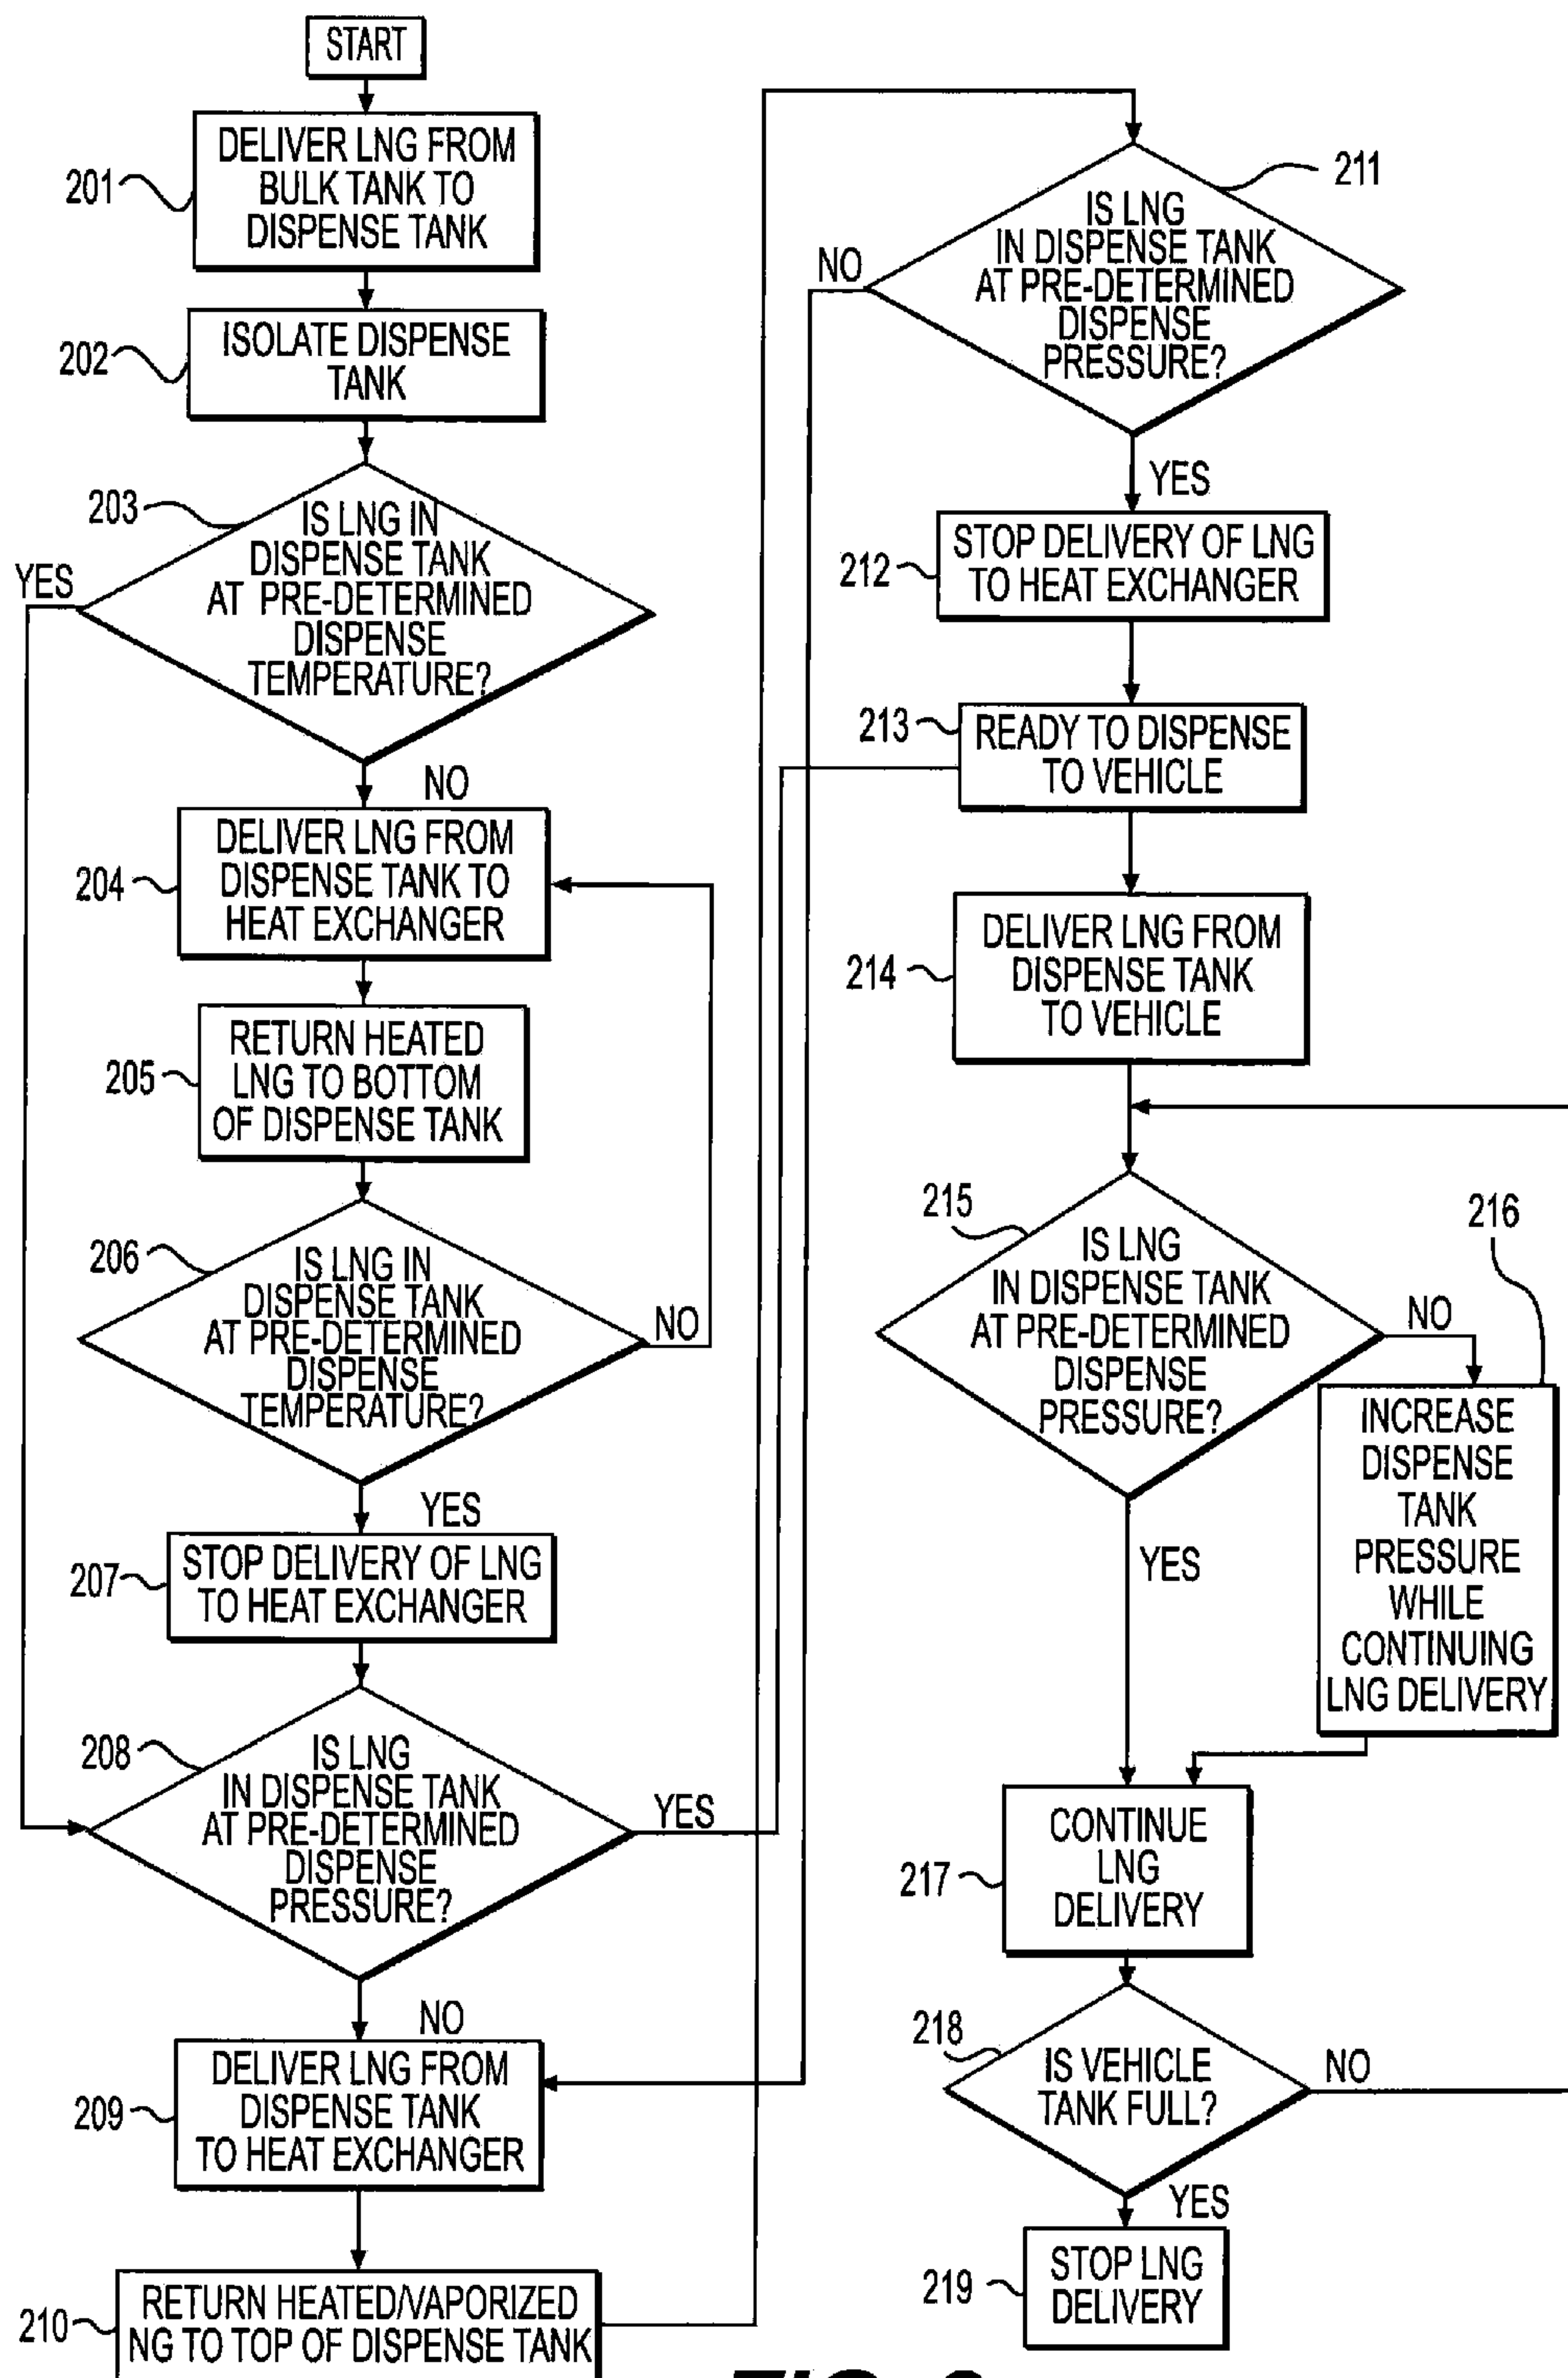 START
DELIVER LNG FROM
BULK TANK TO
DISPENSE TANK
201
ISOLATE DISPENSE
TANK
202
203
IS LNG IN
DISPENSE TANK
AT PRE-DETERMINED
DISPENSE
TEMPERATURE?
YES
NO
DELIVER LNG FROM
DISPENSE TANK TO
HEAT EXCHANGER
204
RETURN HEATED
LNG TO BOTTOM
OF DISPENSE TANK
205
206
IS LNG IN
DISPENSE TANK
AT PRE-DETERMINED
DISPENSE
TEMPERATURE?
NO
YES
STOP DELIVERY OF LNG
TO HEAT EXCHANGER
207
208
IS LNG
IN DISPENSE TANK
AT PRE-DETERMINED
DISPENSE
PRESSURE?
YES
NO
DELIVER LNG FROM
DISPENSE TANK
TO HEAT EXCHANGER
209
RETURN HEATED/VAPORIZED
NG TO TOP OF DISPENSE TANK
210
211
IS LNG
IN DISPENSE TANK
AT PRE-DETERMINED
DISPENSE
PRESSURE?
NO
YES
STOP DELIVERY OF LNG
TO HEAT EXCHANGER
212
213
READY TO DISPENSE
TO VEHICLE
DELIVER LNG FROM
DISPENSE TANK
TO VEHICLE
214
215
IS LNG
IN DISPENSE TANK
AT PRE-DETERMINED
DISPENSE
PRESSURE?
NO
YES
216
INCREASE
DISPENSE
TANK
PRESSURE
WHILE
CONTINUING
LNG DELIVERY
CONTINUE
LNG
DELIVERY
217
218
IS VEHICLE
TANK FULL?
NO
YES
STOP LNG
DELIVERY
219